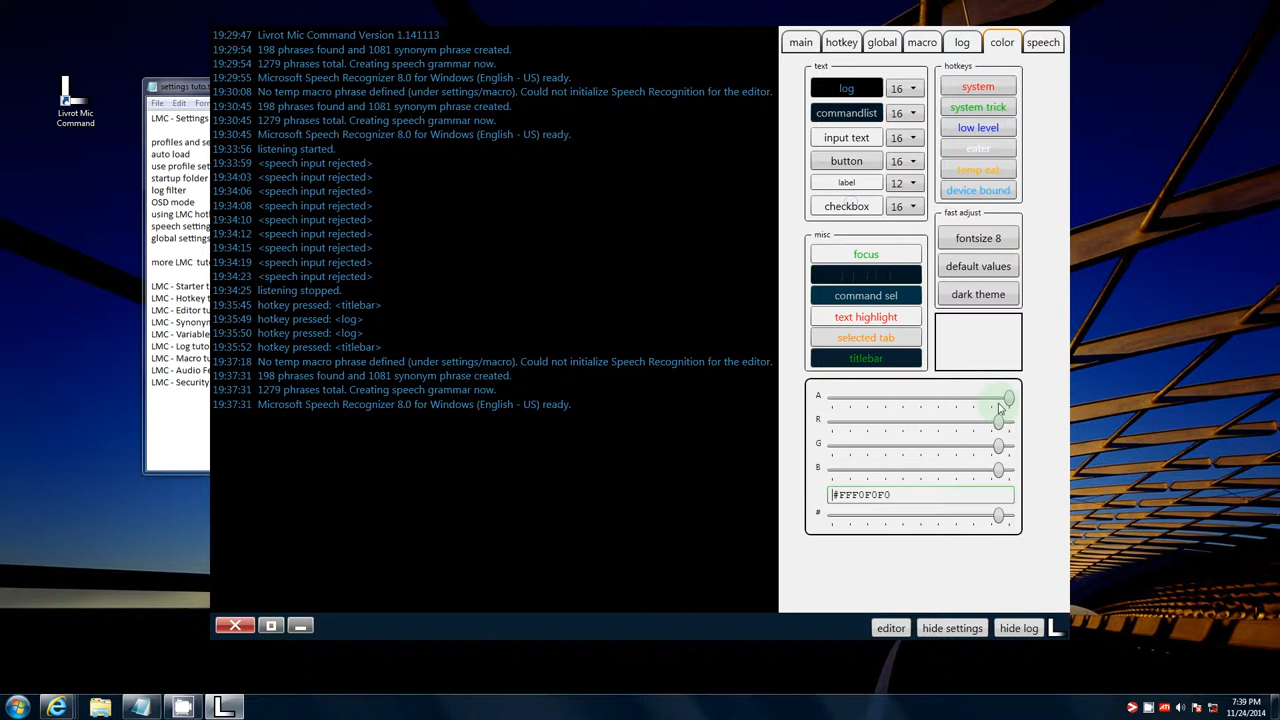 19:29:47 Livrot Mic Command Version 1.141113
19:29:54 198 phrases found and 1081 synonym phrase created.
19:29:54 1279 phrases total. Creating speech grammar now.
19:29:55 Microsoft Speech Recognizer 8.0 for Windows (English - US) ready.
19:30:08 No temp macro phrase defined (under settings/macro). Could not initialize Speech Recognition for the editor.
19:30:45 198 phrases found and 1081 synonym phrase created.
19:30:45 1279 phrases total. Creating speech grammar now.
19:30:45 Microsoft Speech Recognizer 8.0 for Windows (English - US) ready.
19:33:56 listening started.
19:33:59 <speech input rejected>
19:34:03 <speech input rejected>
19:34:06 <speech input rejected>
19:34:08 <speech input rejected>
19:34:10 <speech input rejected>
19:34:12 <speech input rejected>
19:34:15 <speech input rejected>
19:34:19 <speech input rejected>
19:34:23 <speech input rejected>
19:34:25 listening stopped.
19:35:45 hotkey pressed: <titlebar>
19:35:49 hotkey pressed: <log>
19:35:50 hotkey pressed: <log>
19:35:52 hotkey pressed: <titlebar>
19:37:18 No temp macro phrase defined (under settings/macro). Could not initialize Speech Recognition for the editor.
19:37:31 198 phrases found and 1081 synonym phrase created.
19:37:31 1279 phrases total. Creating speech grammar now.
19:37:31 Microsoft Speech Recognizer 8.0 for Windows (English - US) ready.
Livrot Mic
Command
settings tuto.t
File Edit Form
LMC - Settings
profiles and se
auto load
use profile set
startup folder
log filter
OSD mode
using LMC hotl
speech setting
global settings
more LMC tuto
LMC - Starter t
LMC - Hotkey t
LMC - Editor tu
LMC - Synonyn
LMC - Variable
LMC - Log tuto
LMC - Macro tu
LMC - Audio Fe
LMC - Security
main hotkey global macro log color speech
text
log 16
commandlist 16
input text 16
button 16
label 12
checkbox 16
misc
focus
command sel
text highlight
selected tab
titlebar
hotkeys
system
system trick
low level
eater
temp eat
device bound
fast adjust
fontsize 8
default values
dark theme
A
R
G
B
#FFF0F0F0
#
editor hide settings hide log
7:39 PM
11/24/2014